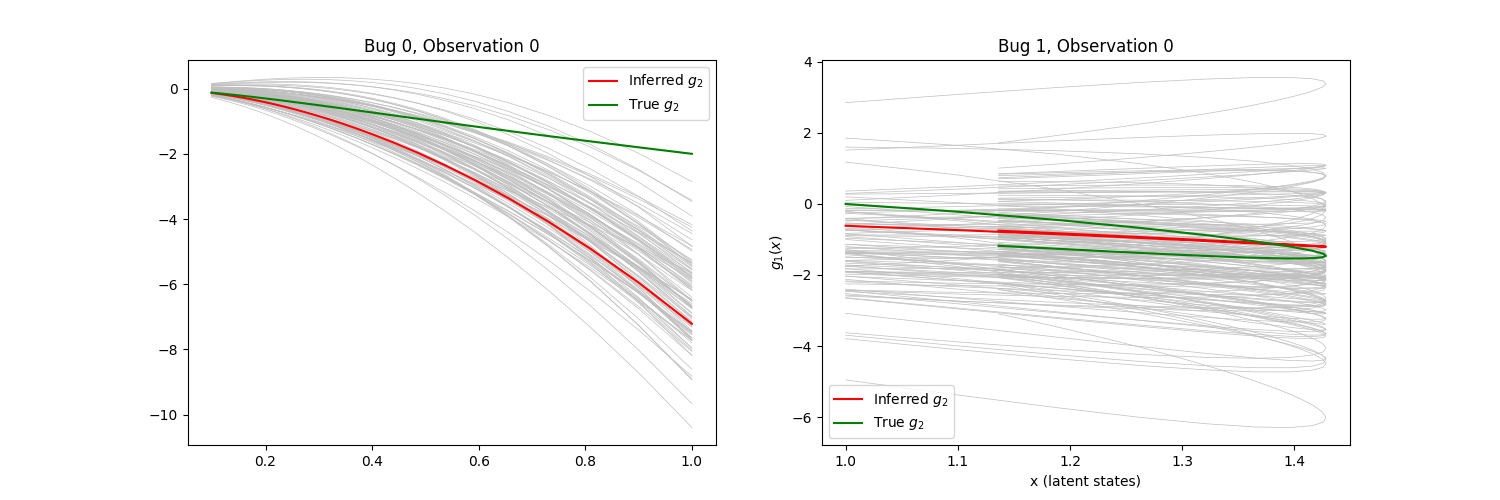 Bug 0, Observation 0
Inferred g₂
True g₂
0
−2
−4
−6
−8
−10
0.2
0.4
0.6
0.8
1.0
Bug 1, Observation 0
g₁(x)
4
2
0
−2
−4
−6
Inferred g₂
True g₂
1.0
1.1
1.2
1.3
1.4
x (latent states)